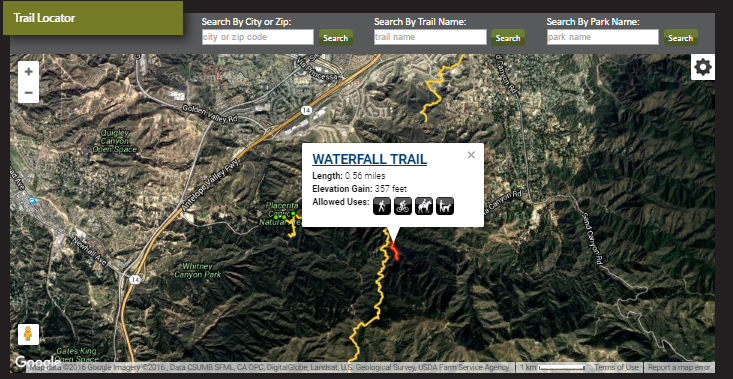 Trail Locator
Search By City or Zip:
Search By Trail Name:
Search By Park Name:
city or zip code
Search
trail name
Search
park name
Search
+
−
Via Princessa
14
Golden Valley Rd
Quigley
Canyon
Open Space
Antelope Valley Fwy
WATERFALL TRAIL
×
Length: 0.56 miles
Elevation Gain: 357 feet
Allowed Uses:
Placerita
Canyon
Natural
Canyon Rd
Sand Canyon Rd
Newhall Ave
Whitney
Canyon Park
14
Gates King
Open Space
Google
Map data ©2016 Google Imagery ©2016 , Data CSUMB SFML, CA OPC, DigitalGlobe, Landsat, U.S. Geological Survey, USDA Farm Service Agency
1 km
Terms of Use
Report a map error